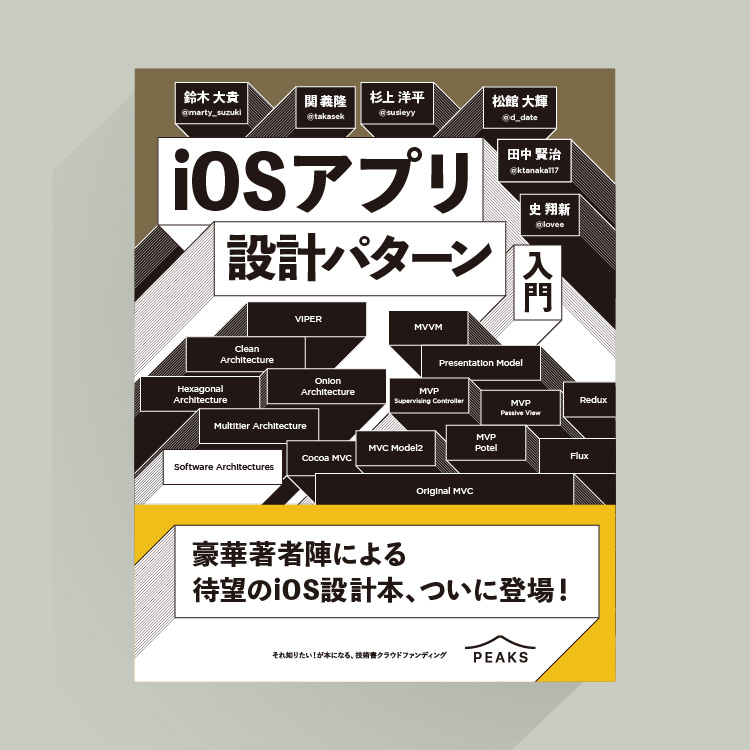 鈴木 大貴
@marty_suzuki
関 義隆
@takasek
杉上 洋平
@susieyy
松館 大輝
@d_date
田中 賢治
@ktanaka117
史 翔新
@lovee
iOSアプリ
設計パターン
入門
VIPER
MVVM
Clean
Architecture
Presentation Model
Hexagonal
Architecture
Onion
Architecture
MVP
Supervising Controller
MVP
Passive View
Redux
Multitier Architecture
MVP
Potel
Cocoa MVC
MVC Model2
Flux
Software Architectures
Original MVC
豪華著者陣による
待望のiOS設計本、ついに登場!
それ知りたい!が本になる、技術書クラウドファンディング
PEAKS